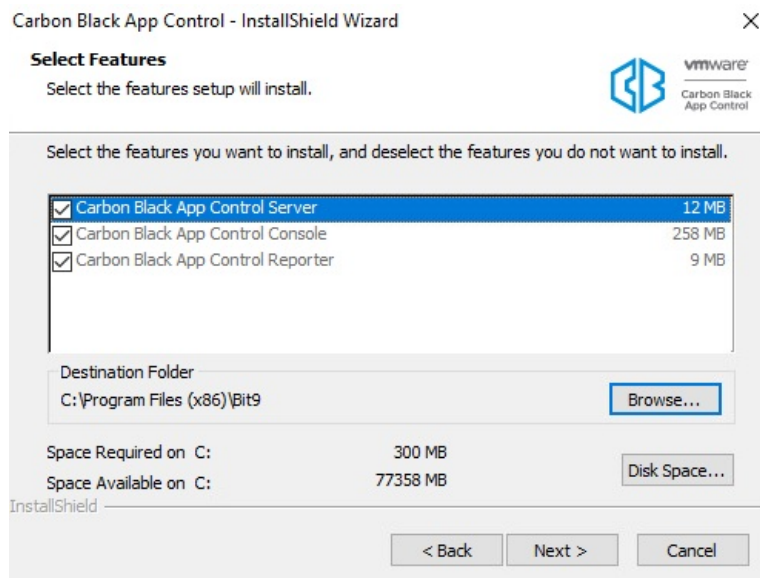 Carbon Black App Control - InstallShield Wizard
Select Features
Select the features setup will install.
vmware
Carbon Black
App Control
Select the features you want to install, and deselect the features you do not want to install.
Carbon Black App Control Server 12 MB
Carbon Black App Control Console 258 MB
Carbon Black App Control Reporter 9 MB
Destination Folder
C:\Program Files (x86)\Bit9
Browse...
Space Required on C: 300 MB
Space Available on C: 77358 MB
Disk Space...
InstallShield
< Back Next > Cancel